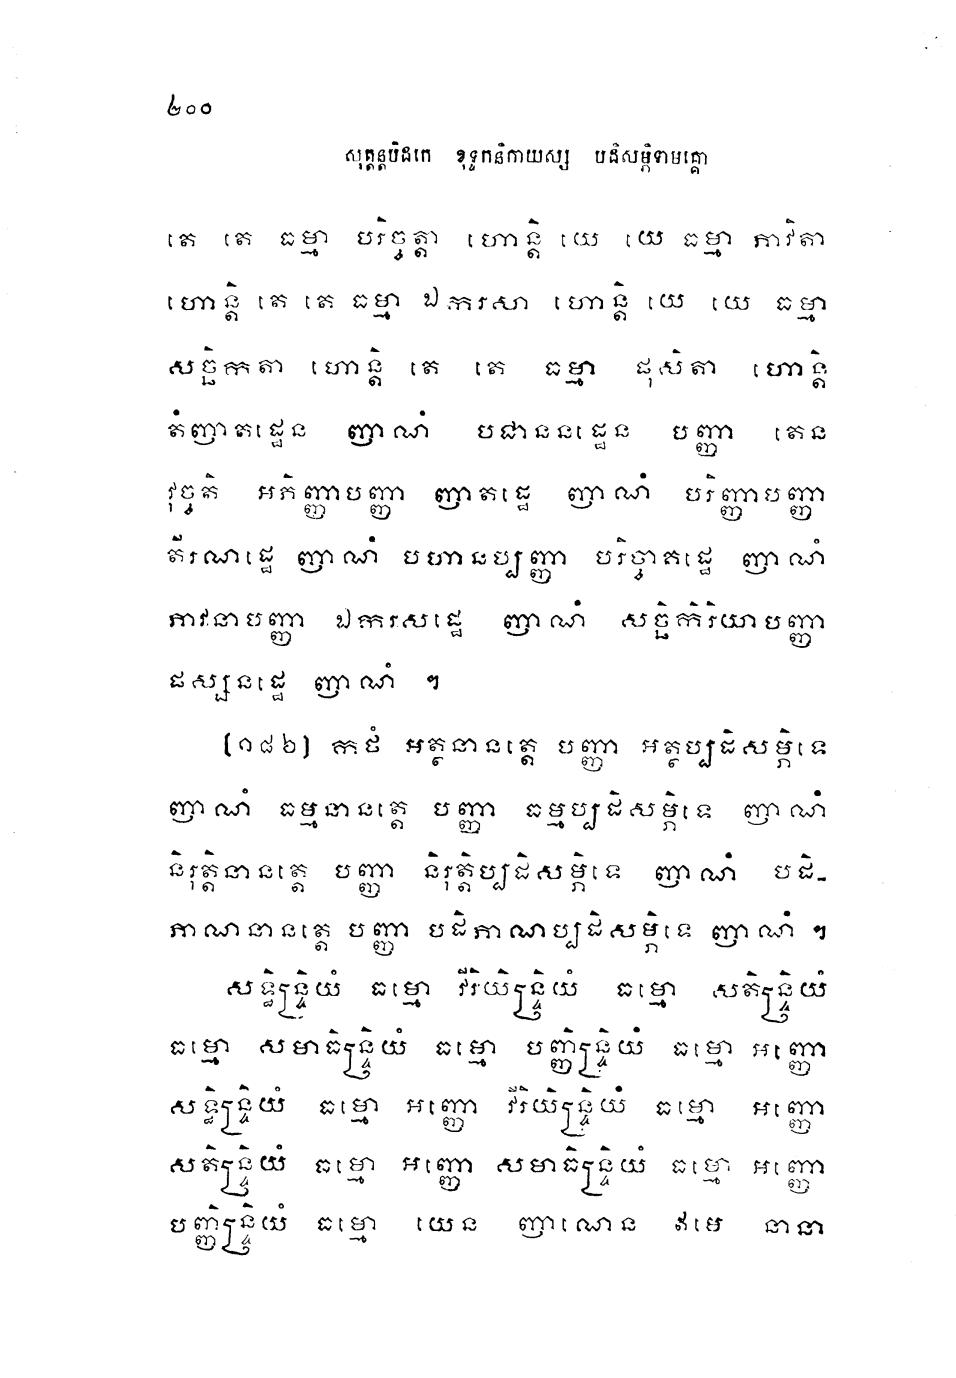 ២០០
សុត្តន្តបិដកេ ខុទ្ទកនិកាយស្ស បដិសម្ភិទាមគ្គោ
តេ តេ ធម្មា បរិច្ចត្តា ហោន្តិ យេ យេ ធម្មា ភាវិតា
ហោន្តិ តេ តេ ធម្មា ឯករសា ហោន្តិ យេ យេ ធម្មា
សច្ឆិកតា ហោន្តិ តេ តេ ធម្មា ផុសិតា ហោន្តិ
តំញាតដ្ឋេន ញាណំ បជាននដ្ឋេន បញ្ញា តេន
វុច្ចតិ អភិញ្ញាបញ្ញា ញាតដ្ឋេ ញាណំ បរិញ្ញាបញ្ញា
តីរណដ្ឋេ ញាណំ បហានប្បញ្ញា បរិច្ចាគដ្ឋេ ញាណំ
ភាវនាបញ្ញា ឯករសដ្ឋេ ញាណំ សច្ឆិកិរិយាបញ្ញា
ផស្សនដ្ឋេ ញាណំ ។
(១៨៦) កថំ អត្ថនានត្តេ បញ្ញា អត្ថប្បដិសម្ភិទេ
ញាណំ ធម្មនានត្តេ បញ្ញា ធម្មប្បដិសម្ភិទេ ញាណំ
និរុត្តិនានត្តេ បញ្ញា និរុត្តិប្បដិសម្ភិទេ ញាណំ បដិ-
ភាណនានត្តេ បញ្ញា បដិភាណប្បដិសម្ភិទេ ញាណំ ។
សទ្ធិន្ទ្រិយំ ធម្មោ វីរិយិន្ទ្រិយំ ធម្មោ សតិន្ទ្រិយំ
ធម្មោ សមាធិន្ទ្រិយំ ធម្មោ បញ្ញិន្ទ្រិយំ ធម្មោ អញ្ញោ
សទ្ធិន្ទ្រិយំ ធម្មោ អញ្ញោ វីរិយិន្ទ្រិយំ ធម្មោ អញ្ញោ
សតិន្ទ្រិយំ ធម្មោ អញ្ញោ សមាធិន្ទ្រិយំ ធម្មោ អញ្ញោ
បញ្ញិន្ទ្រិយំ ធម្មោ យេន ញាណេន ឥមេ នានា